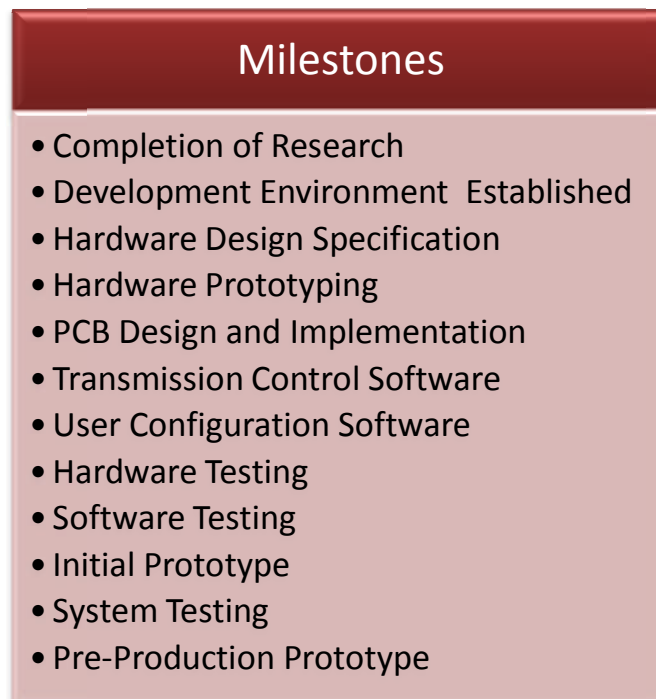 Milestones
• Completion of Research
• Development Environment  Established
• Hardware Design Specification
• Hardware Prototyping
• PCB Design and Implementation
• Transmission Control Software
• User Configuration Software
• Hardware Testing
• Software Testing
• Initial Prototype
• System Testing
• Pre-Production Prototype